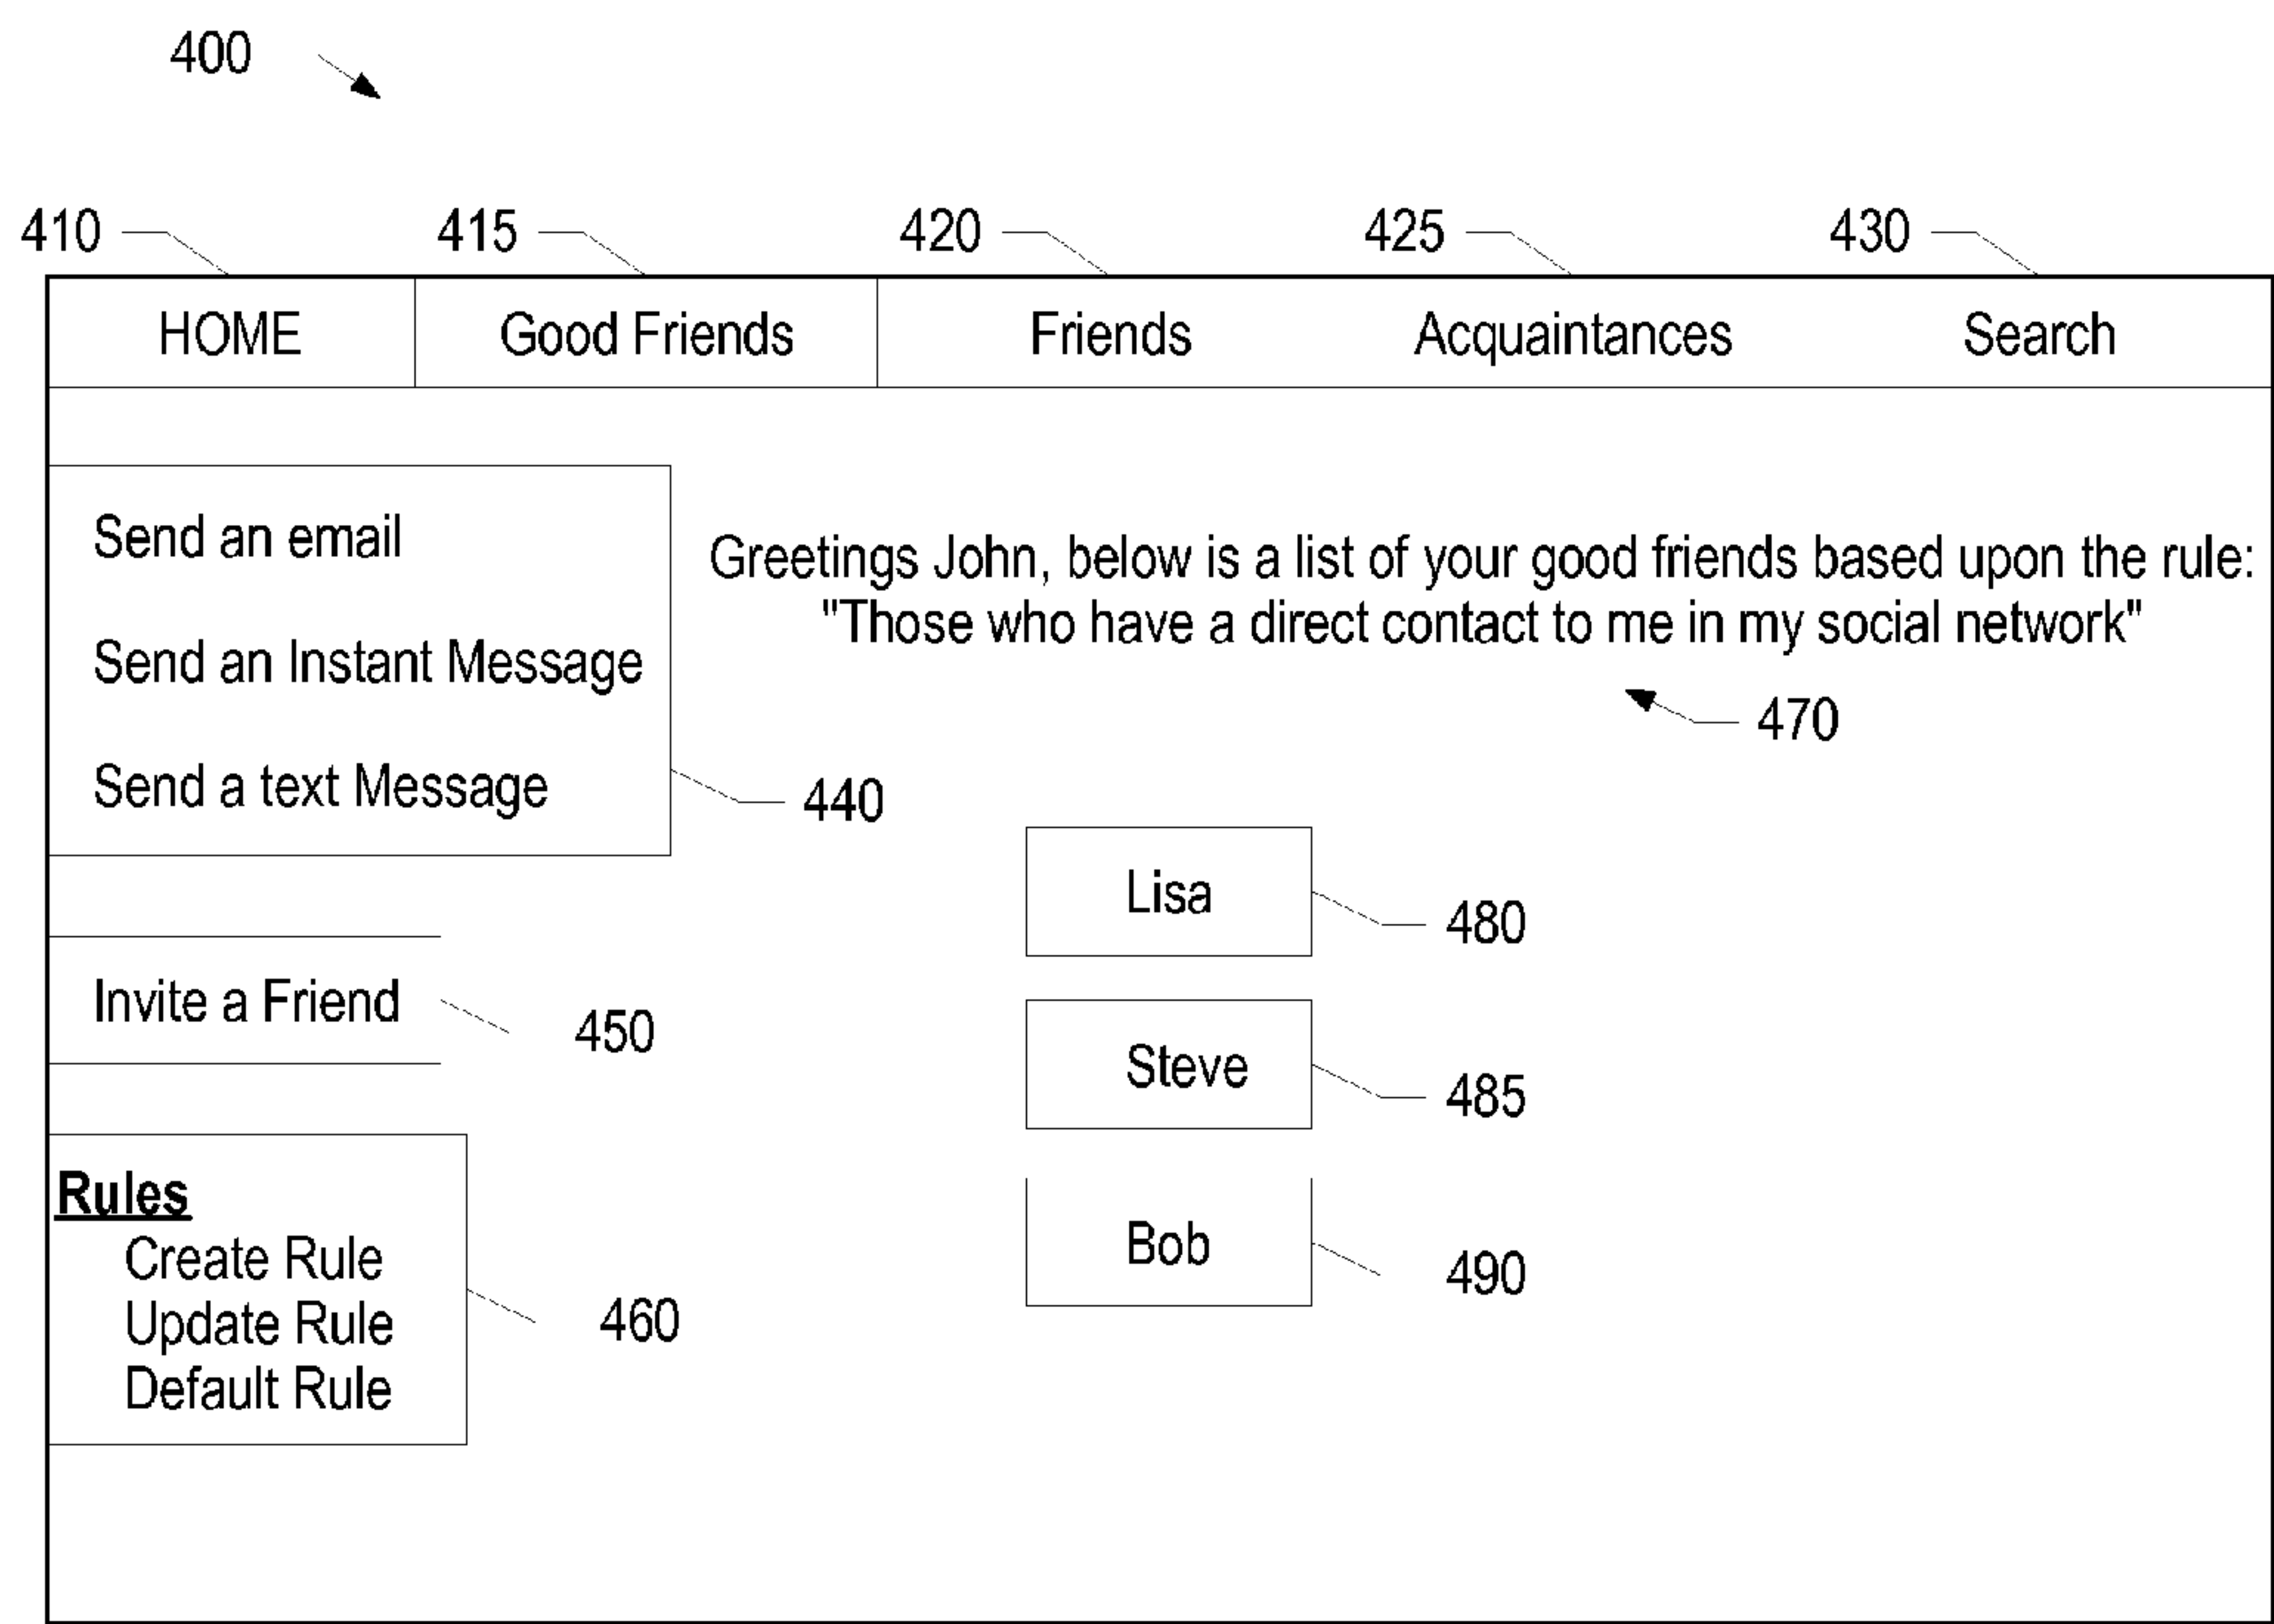 400
410 415 420 425 430
HOME Good Friends Friends Acquaintances Search
Send an email
Send an Instant Message
Send a text Message
440
Greetings John, below is a list of your good friends based upon the rule:
"Those who have a direct contact to me in my social network"
470
Lisa
480
Invite a Friend
450
Steve
485
Rules
Create Rule
Update Rule
Default Rule
460
Bob
490